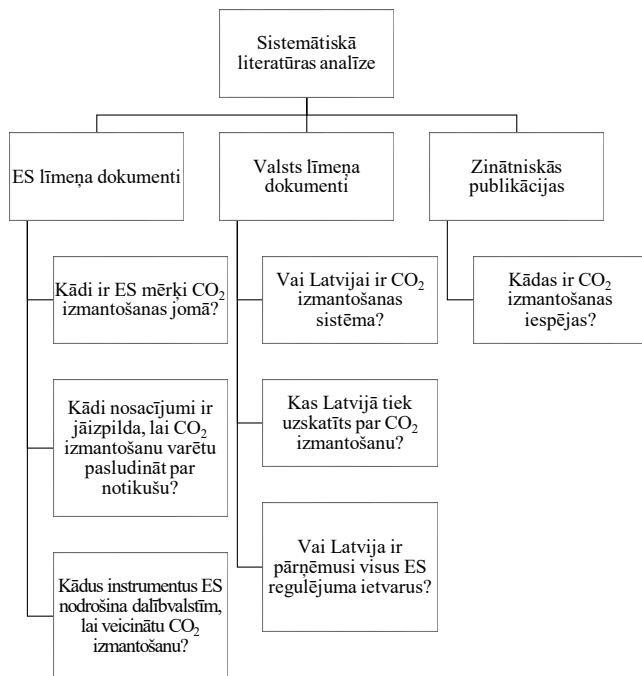 Sistemātiskā
literatūras analīze
ES līmeņa dokumenti
Kādi ir ES mērķi CO₂
izmantošanas jomā?
Kādi nosacījumi ir
jāizpilda, lai CO₂
izmantošanu varētu
pasludināt par
notikušu?
Kādus instrumentus ES
nodrošina dalībvalstīm,
lai veicinātu CO₂
izmantošanu?
Valsts līmeņa
dokumenti
Vai Latvijai ir CO₂
izmantošanas
sistēma?
Kas Latvijā tiek
uzskatīts par CO₂
izmantošanu?
Vai Latvija ir
pārņēmusi visus ES
regulējuma ietvarus?
Zinātniskās
publikācijas
Kādas ir CO₂
izmantošanas
iespējas?